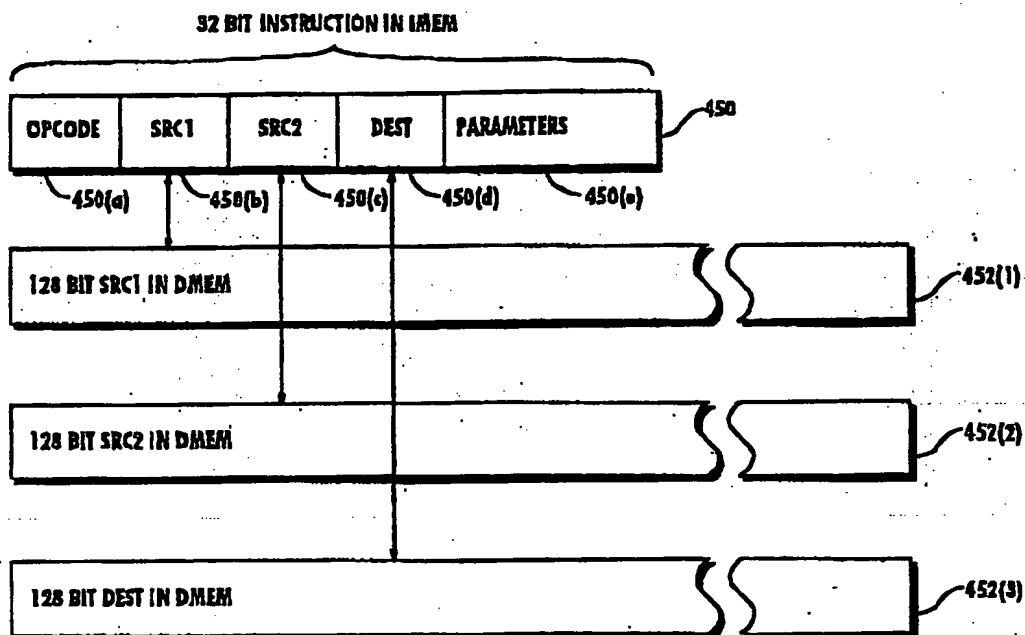 32 BIT INSTRUCTION IN IMEM
OPCODE SRC1 SRC2 DEST PARAMETERS
450
450(a) 450(b) 450(c) 450(d) 450(e)
128 BIT SRC1 IN DMEM
452(1)
128 BIT SRC2 IN DMEM
452(2)
128 BIT DEST IN DMEM
452(3)